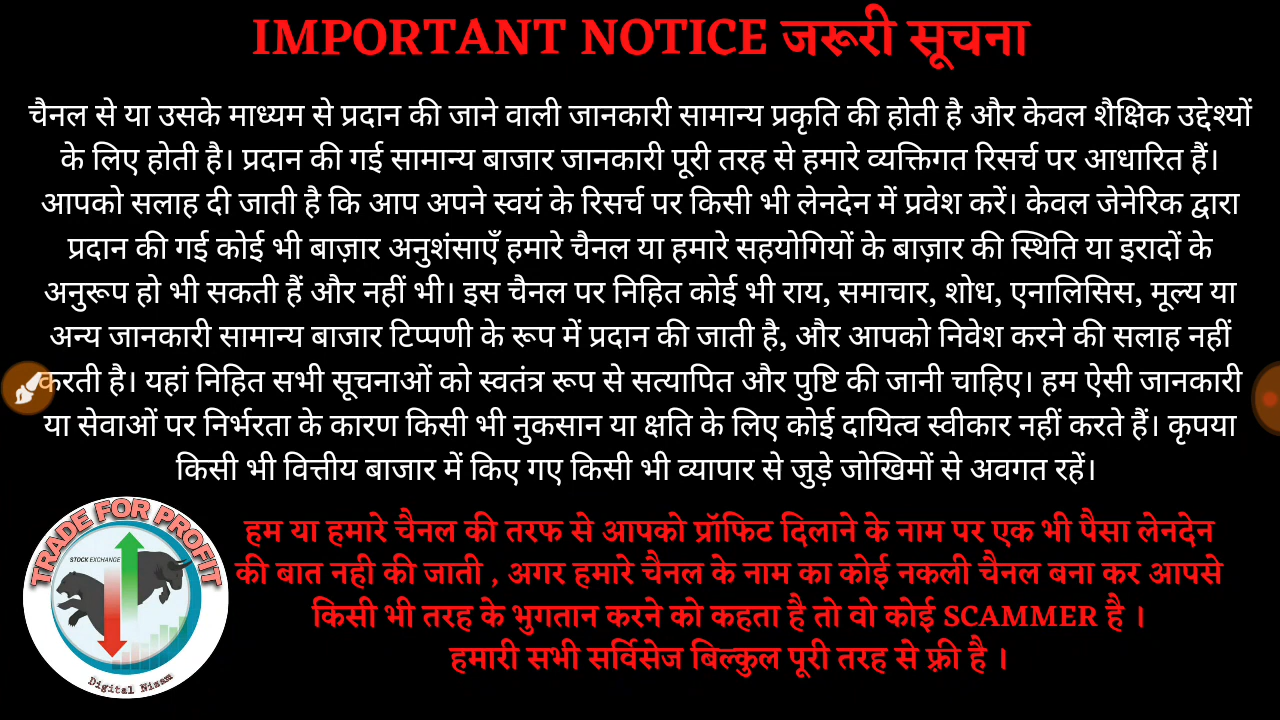 IMPORTANT NOTICE जरूरी सूचना
चैनल से या उसके माध्यम से प्रदान की जाने वाली जानकारी सामान्य प्रकृति की होती है और केवल शैक्षिक उद्देश्यों
के लिए होती है। प्रदान की गई सामान्य बाजार जानकारी पूरी तरह से हमारे व्यक्तिगत रिसर्च पर आधारित हैं।
आपको सलाह दी जाती है कि आप अपने स्वयं के रिसर्च पर किसी भी लेनदेन में प्रवेश करें। केवल जेनेरिक द्वारा
प्रदान की गई कोई भी बाज़ार अनुशंसाएँ हमारे चैनल या हमारे सहयोगियों के बाज़ार की स्थिति या इरादों के
अनुरूप हो भी सकती हैं और नहीं भी। इस चैनल पर निहित कोई भी राय, समाचार, शोध, एनालिसिस, मूल्य या
अन्य जानकारी सामान्य बाजार टिप्पणी के रूप में प्रदान की जाती है, और आपको निवेश करने की सलाह नहीं
करती है। यहां निहित सभी सूचनाओं को स्वतंत्र रूप से सत्यापित और पुष्टि की जानी चाहिए। हम ऐसी जानकारी
या सेवाओं पर निर्भरता के कारण किसी भी नुकसान या क्षति के लिए कोई दायित्व स्वीकार नहीं करते हैं। कृपया
किसी भी वित्तीय बाजार में किए गए किसी भी व्यापार से जुड़े जोखिमों से अवगत रहें।
TRADE FOR PROFIT
STOCK EXCHANGE
Digital Nizam
हम या हमारे चैनल की तरफ से आपको प्रॉफिट दिलाने के नाम पर एक भी पैसा लेनदेन
की बात नही की जाती , अगर हमारे चैनल के नाम का कोई नकली चैनल बना कर आपसे
किसी भी तरह के भुगतान करने को कहता है तो वो कोई SCAMMER है ।
हमारी सभी सर्विसेज बिल्कुल पूरी तरह से फ़्री है ।